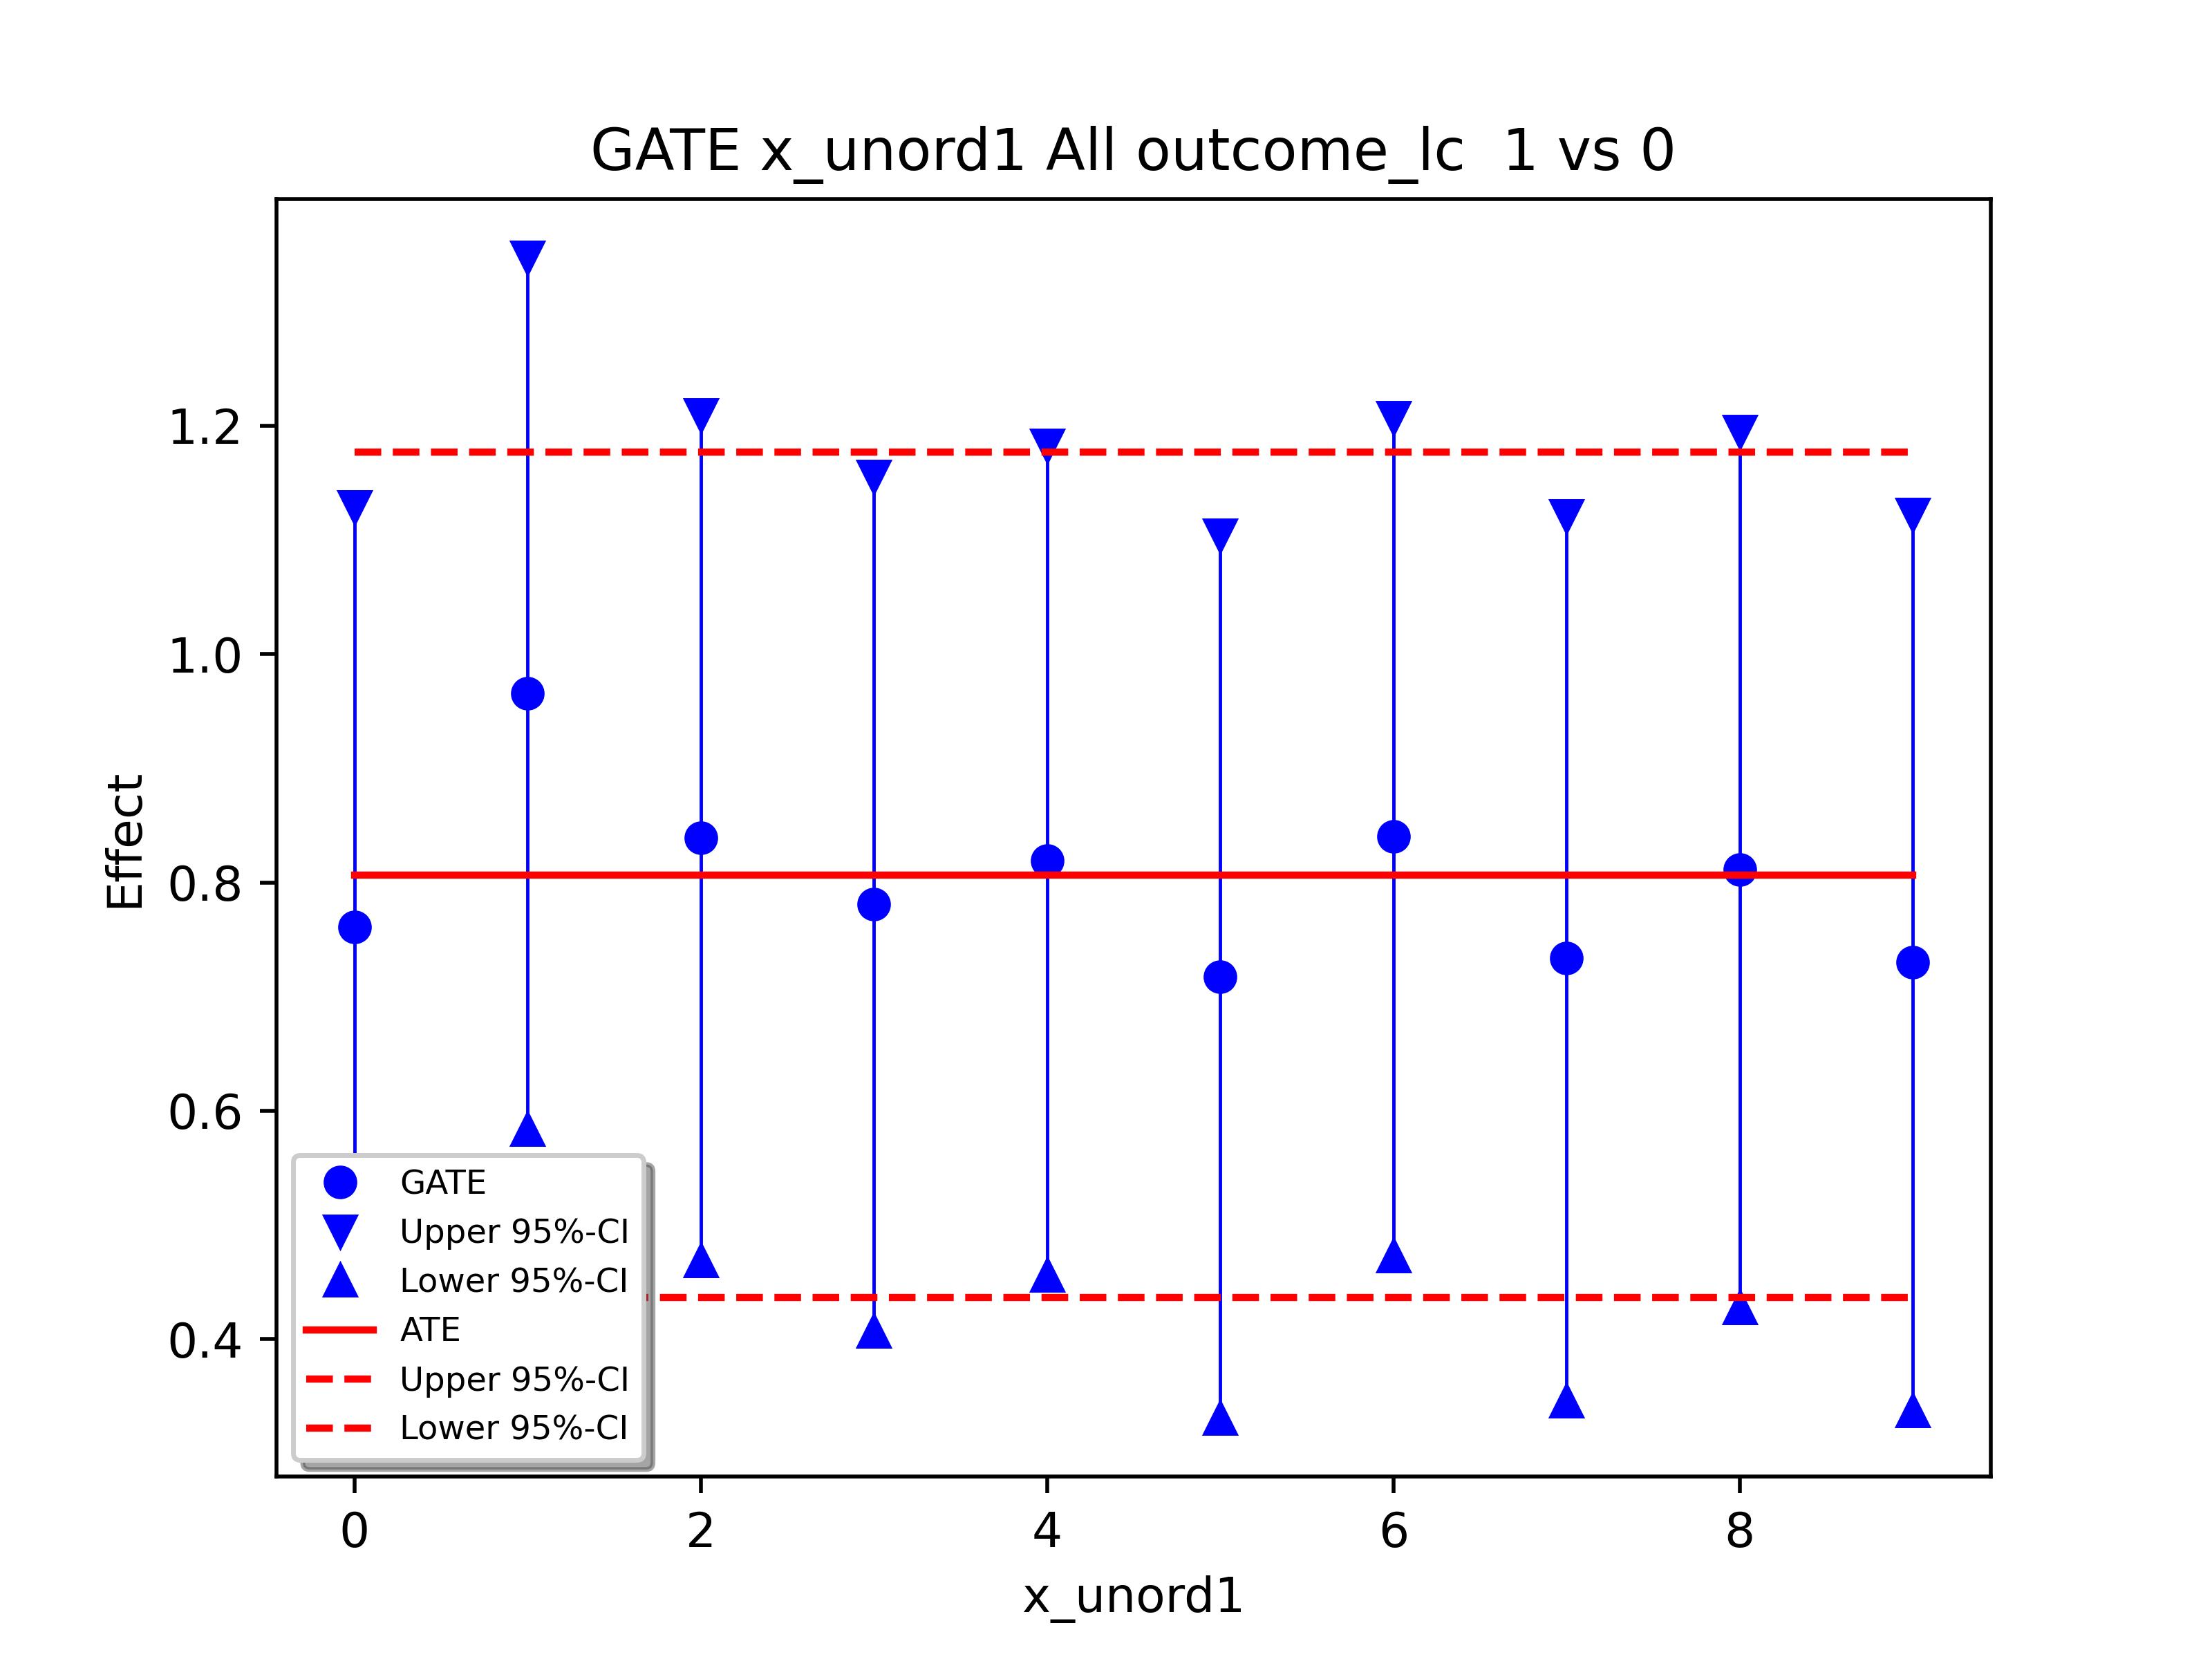 GATE x_unord1 All outcome_lc  1 vs 0
Effect
1.2
1.0
0.8
0.6
0.4
GATE
Upper 95%-CI
Lower 95%-CI
ATE
Upper 95%-CI
Lower 95%-CI
0 2 4 6 8
x_unord1